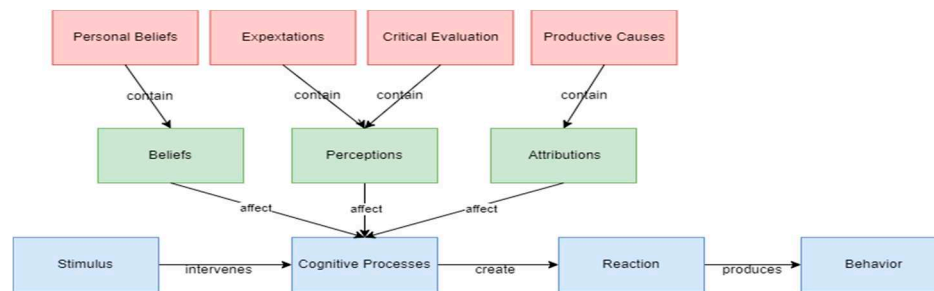 Personal Beliefs
Expextations
Critical Evaluation
Productive Causes
contain
contain
contain
contain
Beliefs
Perceptions
Attributions
affect
affect
affect
Stimulus
intervenes
Cognitive Processes
create
Reaction
produces
Behavior